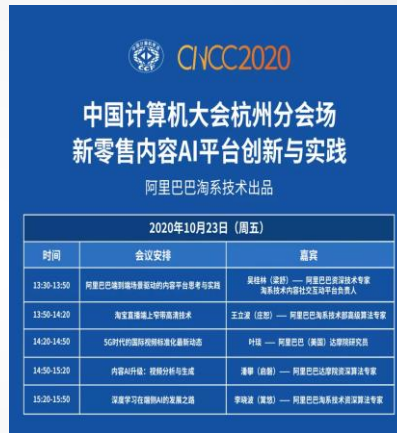 CNCC2020
中国计算机大会杭州分会场
新零售内容AI平台创新与实践
阿里巴巴淘系技术出品
2020年10月23日（周五）
时间 会议安排 嘉宾
13:30-13:50 阿里巴巴端到端场景驱动的内容平台思考与实践 吴桂林（梁舒）—— 阿里巴巴资深技术专家
淘系技术内容社交互动平台负责人
13:50-14:20 淘宝直播端上窄带高清技术 王立波（庄恕）—— 阿里巴巴淘系技术部高级算法专家
14:20-14:50 5G时代的国际视频标准化最新动态 叶琰 —— 阿里巴巴（美国）达摩院研究员
14:50-15:20 内容AI升级：视频分析与生成 潘攀（启磐）—— 阿里巴巴达摩院资深算法专家
15:20-15:50 深度学习在端侧AI的发展之路 李晓波（篱悠）—— 阿里巴巴淘系技术资深算法专家